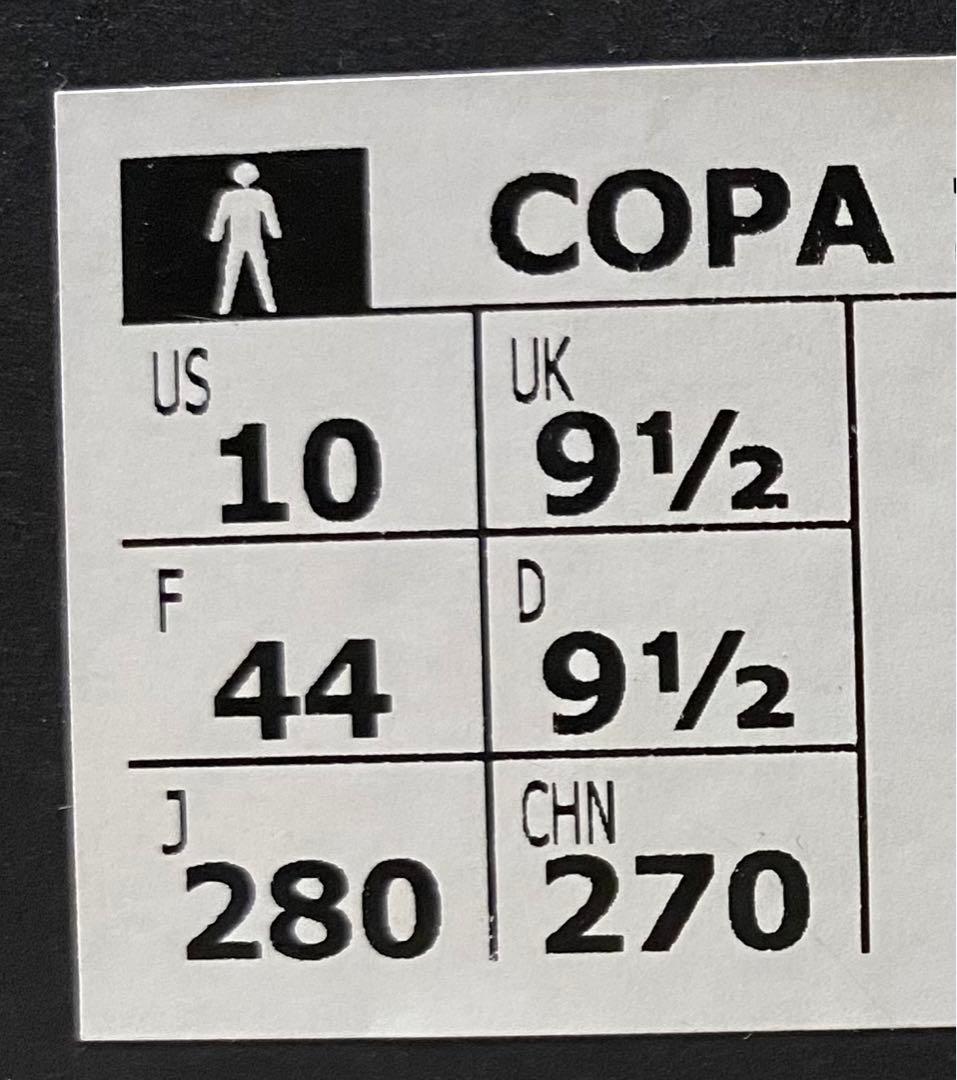 COPA
US UK
10 9½
F D
44 9½
J CHN
280 270